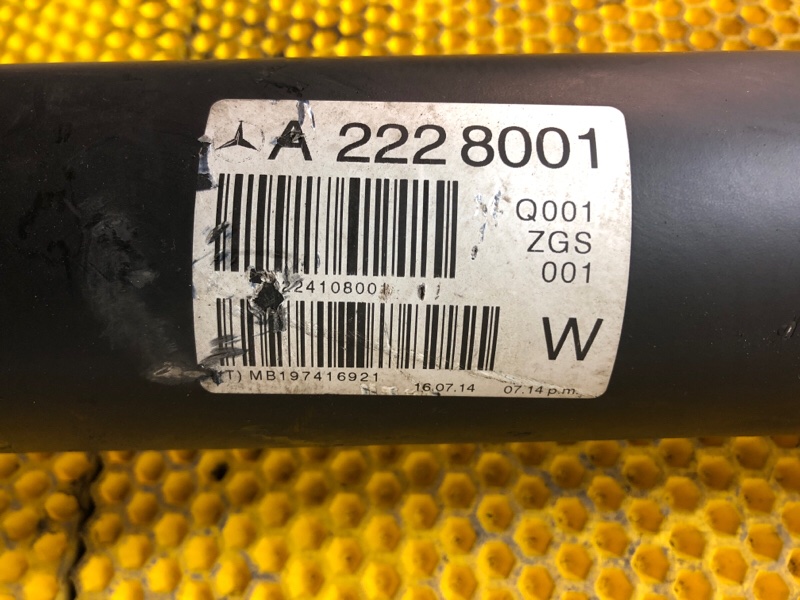 A 222 8001
Q001
ZGS
001
22410800
W
T) MB197416921
16.07.14 07.14 p.m.